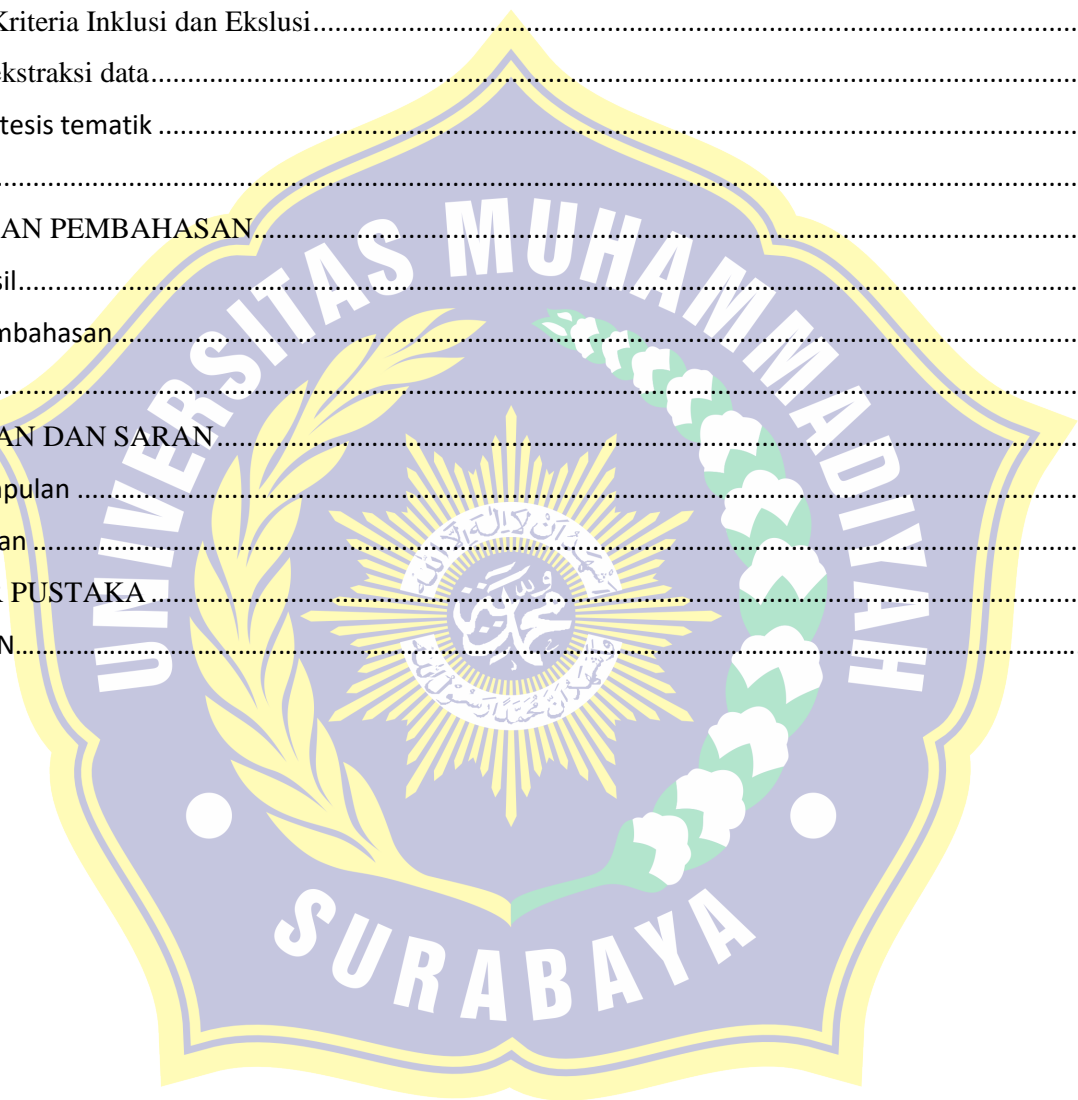 Kriteria Inklusi dan Ekslusi
ekstraksi data
tesis tematik
AN PEMBAHASAN
sil
mbahasan
AN DAN SARAN
pulan
an
PUSTAKA
N
UNIVERSITAS MUHAMMADIYAH
SURABAYA